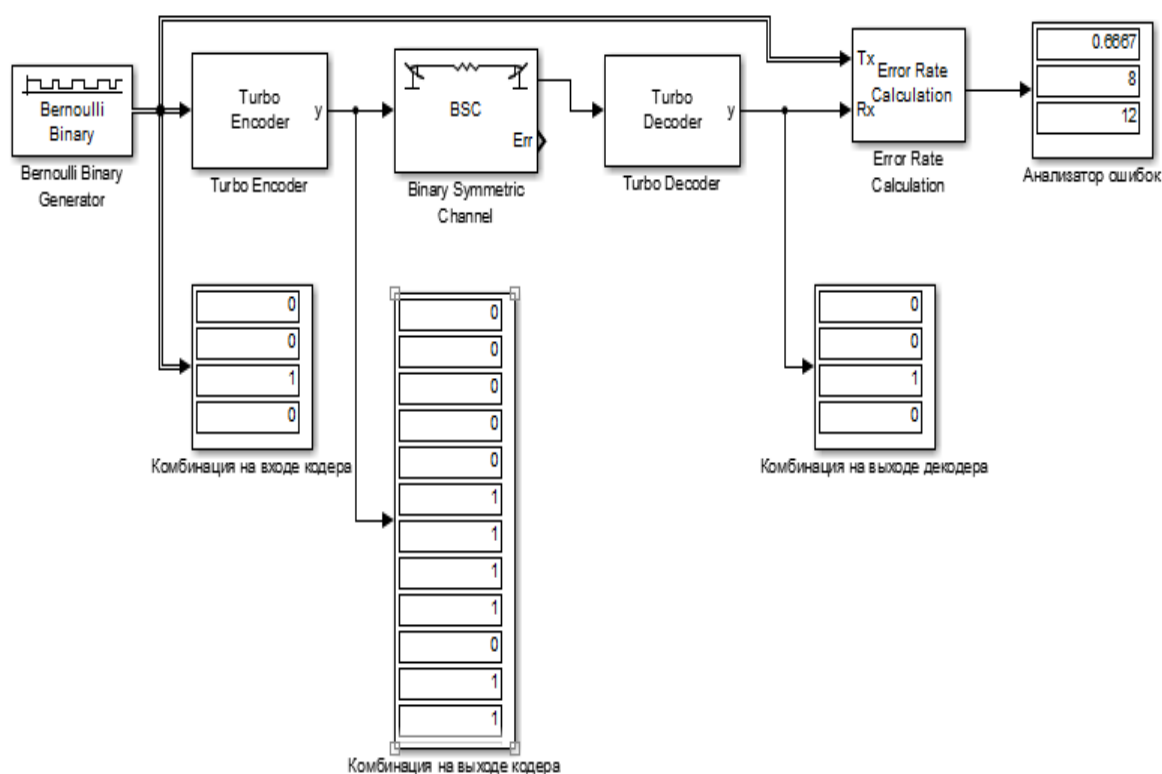 Bernoulli
Binary
Bernoulli Binary
Generator
Turbo
Encoder
y
Turbo Encoder
BSC
Err
Binary Symmetric
Channel
Turbo
Decoder
y
Turbo Decoder
Tx
Error Rate
Calculation
Rx
Error Rate
Calculation
0.6667
8
12
Анализатор ошибок
0
0
1
0
Комбинация на входе кодера
0
0
0
0
0
1
1
1
1
0
1
1
Комбинация на выходе кодера
0
0
1
0
Комбинация на выходе декодера